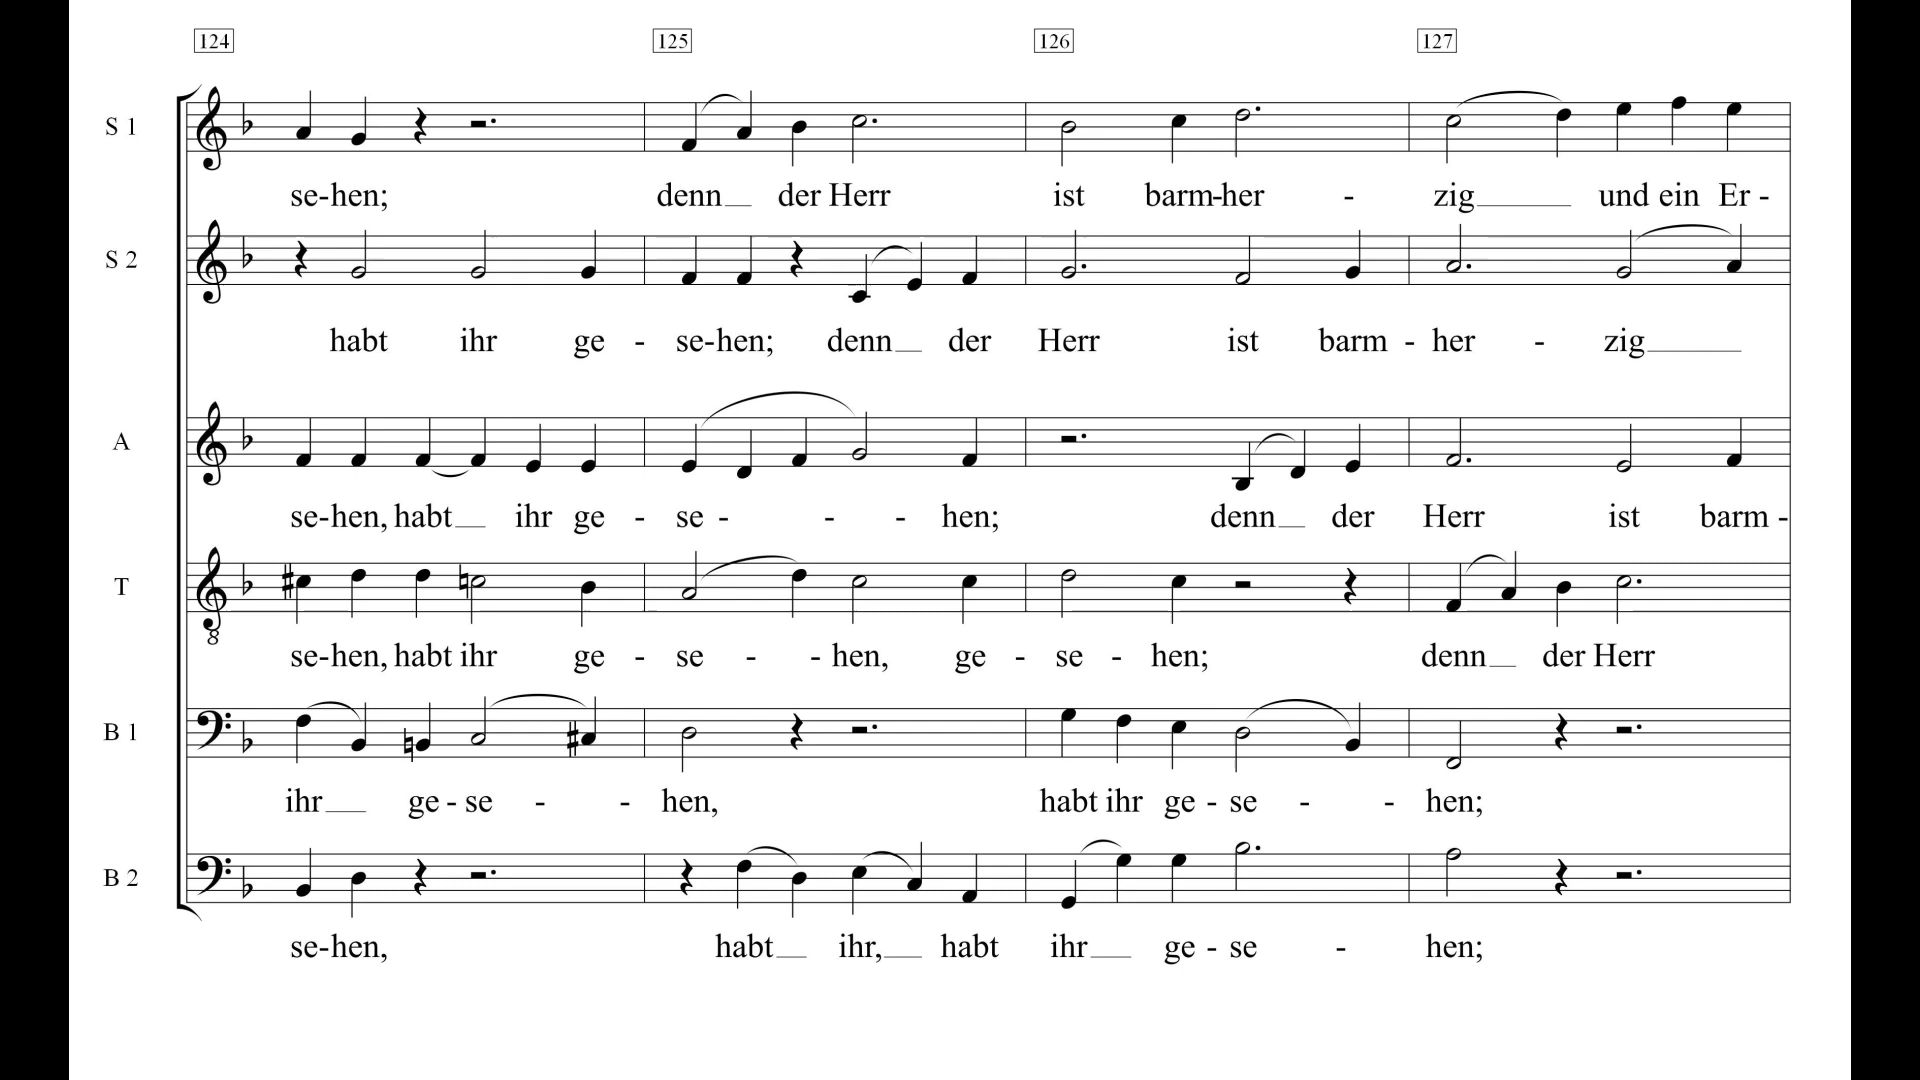 124 125 126 127
S 1
se-hen; denn der Herr ist barm-her - zig und ein Er -
S 2
habt ihr ge - se-hen; denn der Herr ist barm - her - zig
A
se-hen, habt ihr ge - se - - - hen; denn der Herr ist barm -
T
8
se-hen, habt ihr ge - se - - hen, ge - se - hen; denn der Herr
B 1
ihr ge - se - - hen, habt ihr ge - se - - hen;
B 2
se-hen, habt ihr, habt ihr ge - se - hen;